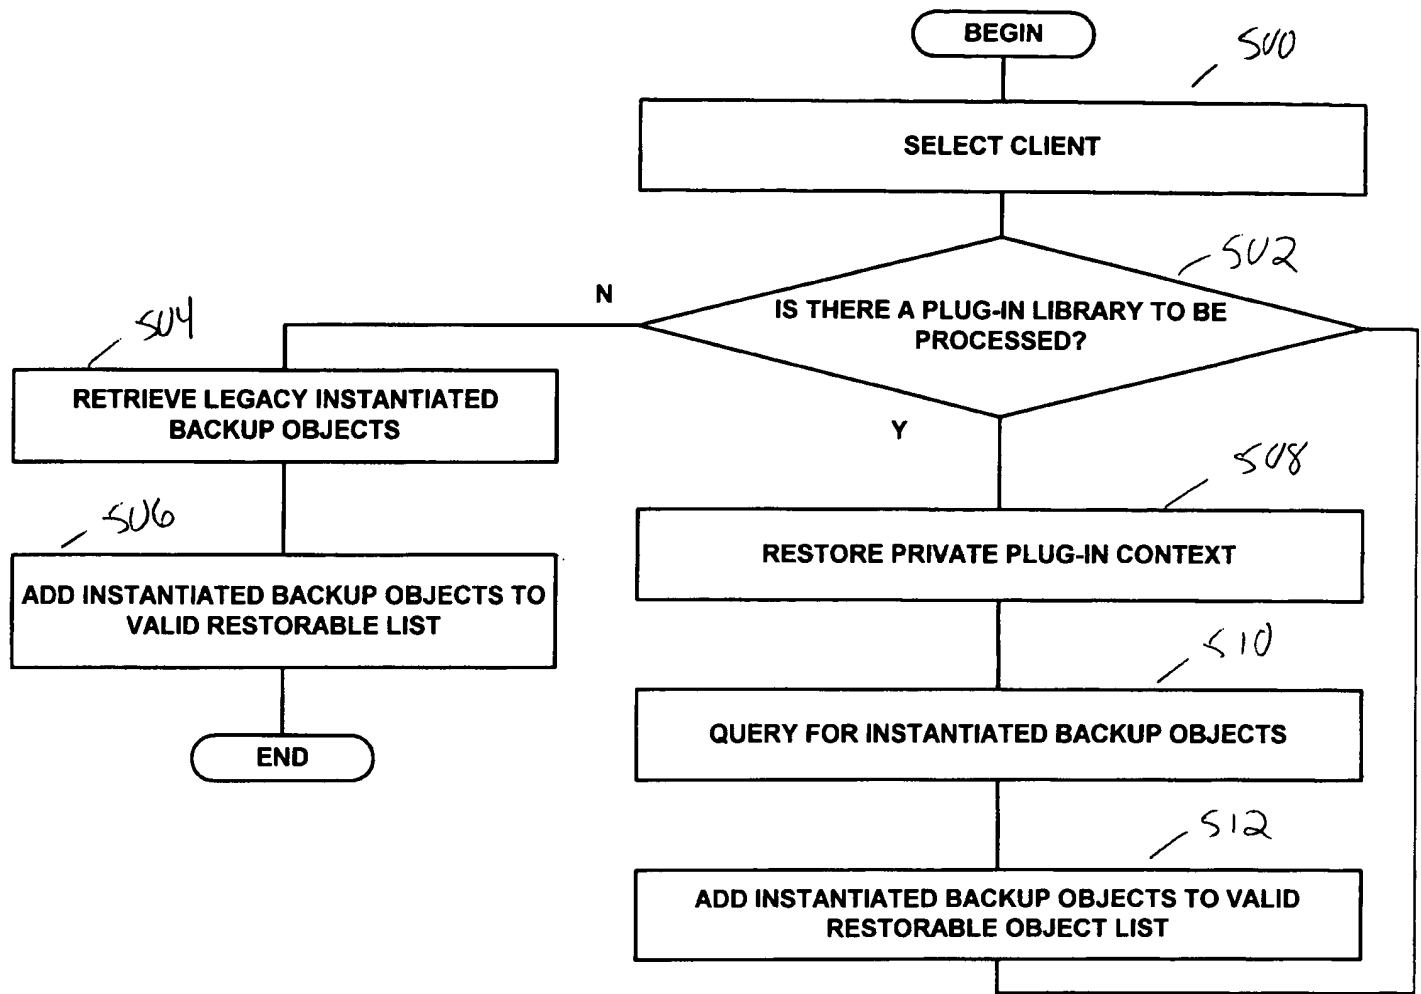 BEGIN
500
SELECT CLIENT
502
IS THERE A PLUG-IN LIBRARY TO BE
PROCESSED?
N
Y
504
RETRIEVE LEGACY INSTANTIATED
BACKUP OBJECTS
506
ADD INSTANTIATED BACKUP OBJECTS TO
VALID RESTORABLE LIST
END
508
RESTORE PRIVATE PLUG-IN CONTEXT
510
QUERY FOR INSTANTIATED BACKUP OBJECTS
512
ADD INSTANTIATED BACKUP OBJECTS TO VALID
RESTORABLE OBJECT LIST